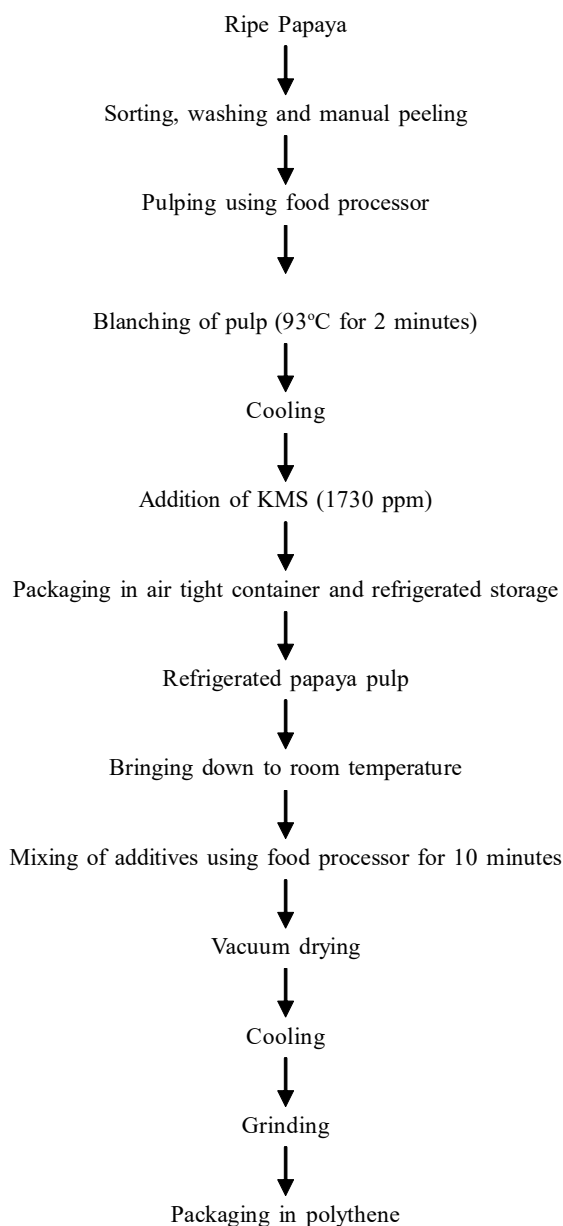 Ripe Papaya
Sorting, washing and manual peeling
Pulping using food processor
Blanching of pulp (93ºC for 2 minutes)
Cooling
Addition of KMS (1730 ppm)
Packaging in air tight container and refrigerated storage
Refrigerated papaya pulp
Bringing down to room temperature
Mixing of additives using food processor for 10 minutes
Vacuum drying
Cooling
Grinding
Packaging in polythene